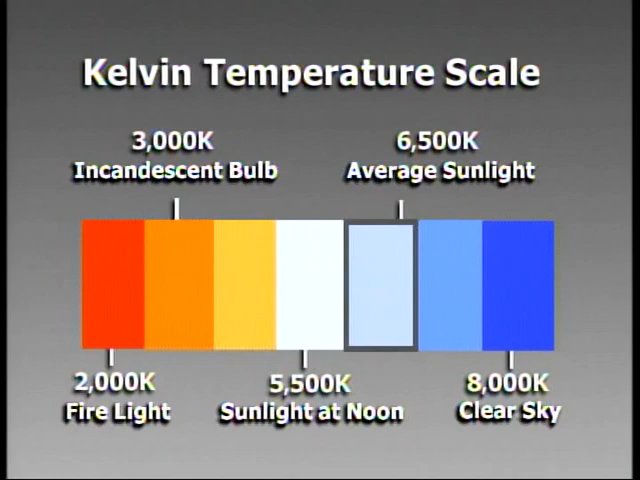 Kelvin Temperature Scale
3,000K
Incandescent Bulb
6,500K
Average Sunlight
2,000K
Fire Light
5,500K
Sunlight at Noon
8,000K
Clear Sky